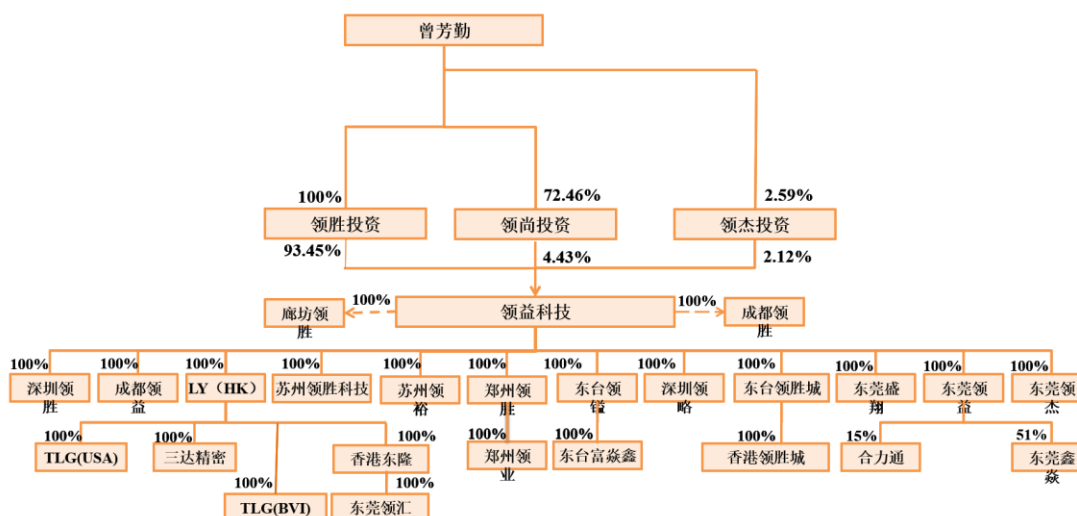 曾芳勤
100%
72.46%
2.59%
领胜投资
领尚投资
领杰投资
93.45%
4.43%
2.12%
廊坊领
胜
100%
领益科技
100%
成都领
胜
100%
100%
100%
100%
100%
100%
100%
100%
100%
100%
100%
100%
深圳领
胜
成都领
益
LY（HK）
苏州领胜科技
苏州领
裕
郑州领
胜
东台领
镒
深圳领
略
东台领胜城
东莞盛
翔
东莞领
益
东莞领
杰
100%
100%
100%
100%
100%
100%
15%
51%
TLG(USA)
三达精密
香港东隆
郑州领
业
东台富焱鑫
香港领胜城
合力通
东莞鑫
焱
100%
100%
TLG(BVI)
东莞领汇